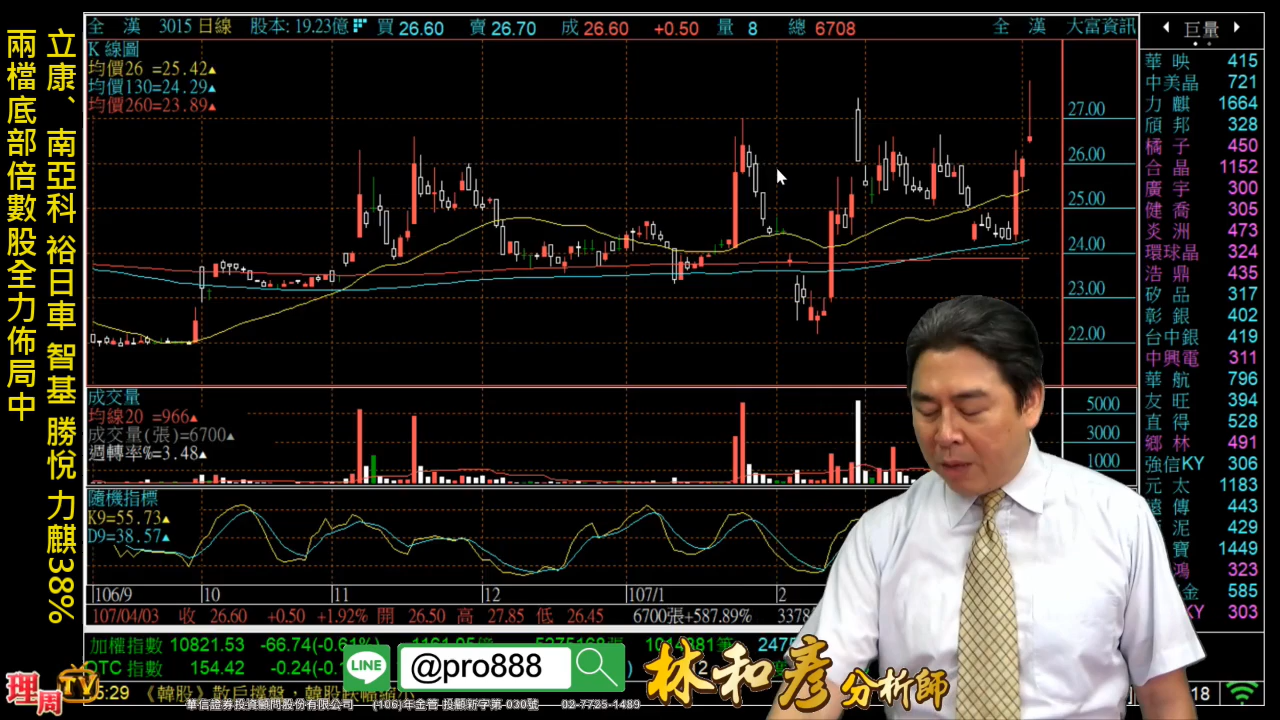 立康、南亞科 裕日車 智基 勝悅 力麒38%
兩檔底部倍數股全力佈局中
全 漢 3015 日線 股本: 19.23億 買 26.60 賣 26.70 成 26.60 +0.50 量 8 總 6708 全 漢 大富資訊
K 線圖
均價26 =25.42▲
均價130=24.29▲
均價260=23.89▲
27.00
26.00
25.00
24.00
23.00
22.00
成交量
均線20 =966▲
成交量(張)=6700▲
週轉率%=3.48▲
5000
3000
1000
隨機指標
K9=55.73▲
D9=38.57▲
106/9 10 11 12 107/1 2
107/04/03 收 26.60 +0.50 +1.92% 開 26.50 高 27.85 低 26.45 6700張+587.89%
加權指數 10821.53 -66.74(-0.61%)
OTC 指數 154.42
巨量
華 映 415
中美晶 721
力 麒 1664
頎 邦 328
橘 子 450
合 晶 1152
廣 宇 300
健 喬 305
炎 洲 473
環球晶 324
浩 鼎 435
矽 品 317
彰 銀 402
台中銀 419
中興電 311
華 航 796
友 旺 394
直 得 528
鄉 林 491
強信KY 306
元 太 1183
遠 傳 443
泥 429
寶 1449
鴻 323
金 585
KY 303
LINE @pro888
林和彥分析師
理周TV
5:29 《韓股》散戶撐盤，韓股跌幅縮小
華信證券投資顧問股份有限公司 (106)年金管投顧新字第030號 02-7725-1489
18